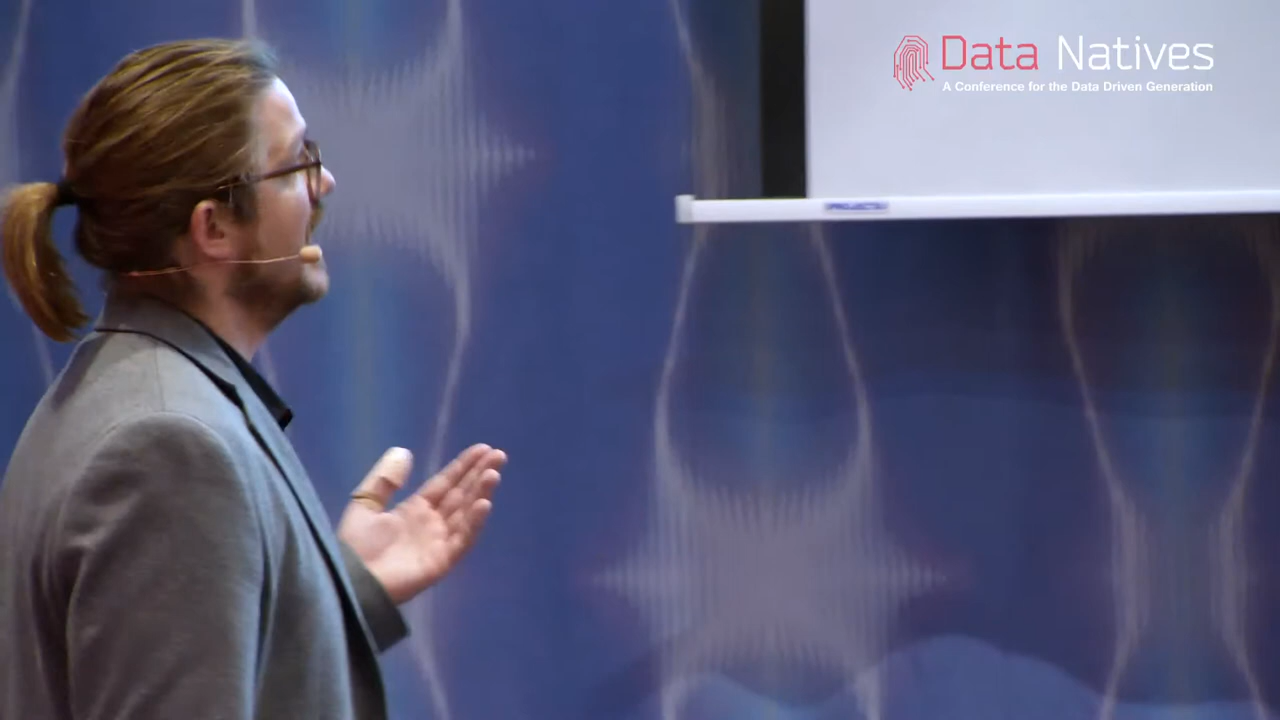 Data Natives
A Conference for the Data Driven Generation